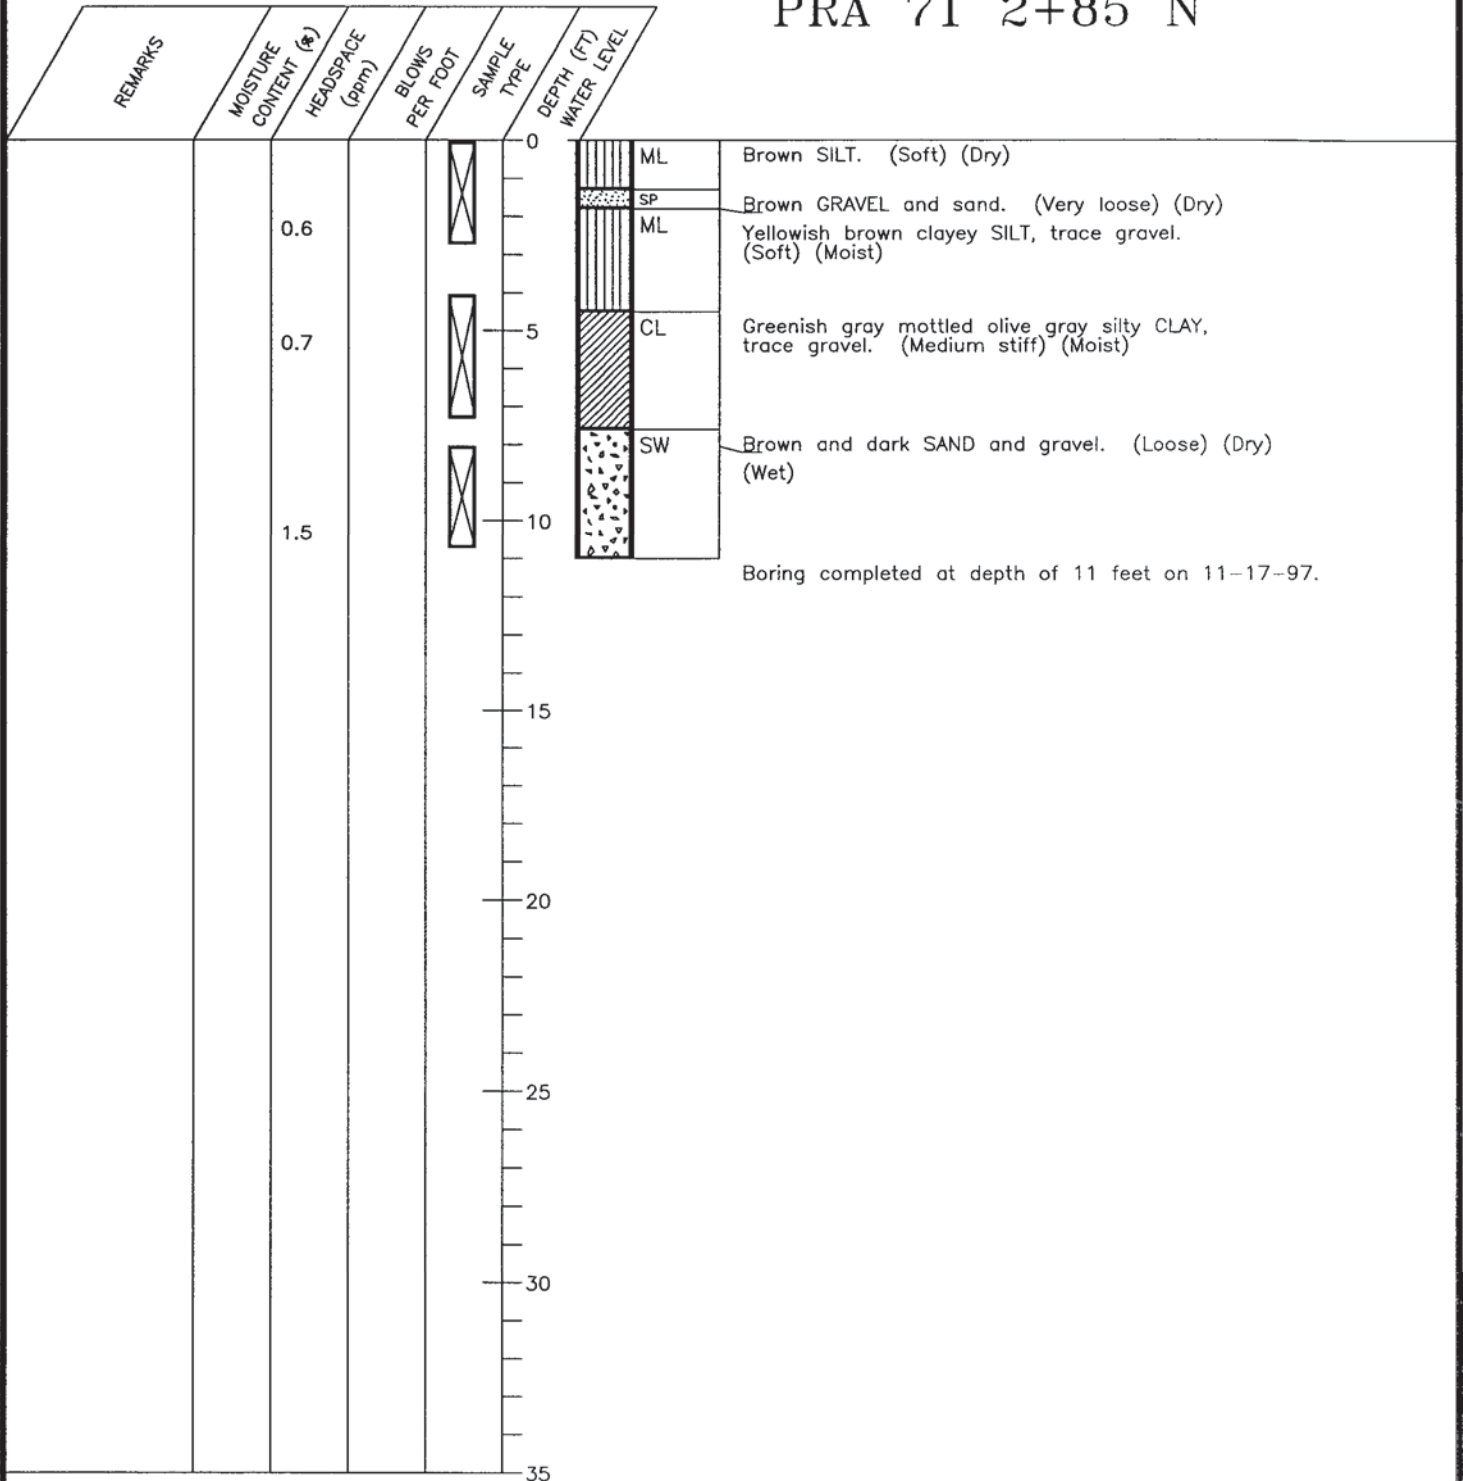 PRA 71 2+85 N
REMARKS
MOISTURE
CONTENT (%)
HEADSPACE
(ppm)
BLOWS
PER FOOT
SAMPLE
TYPE
DEPTH (FT)
WATER LEVEL
0
ML
Brown SILT. (Soft) (Dry)
SP
Brown GRAVEL and sand. (Very loose) (Dry)
0.6
ML
Yellowish brown clayey SILT, trace gravel.
(Soft) (Moist)
0.7
5
CL
Greenish gray mottled olive gray silty CLAY,
trace gravel. (Medium stiff) (Moist)
SW
Brown and dark SAND and gravel. (Loose) (Dry)
(Wet)
1.5
10
Boring completed at depth of 11 feet on 11-17-97.
15
20
25
30
35